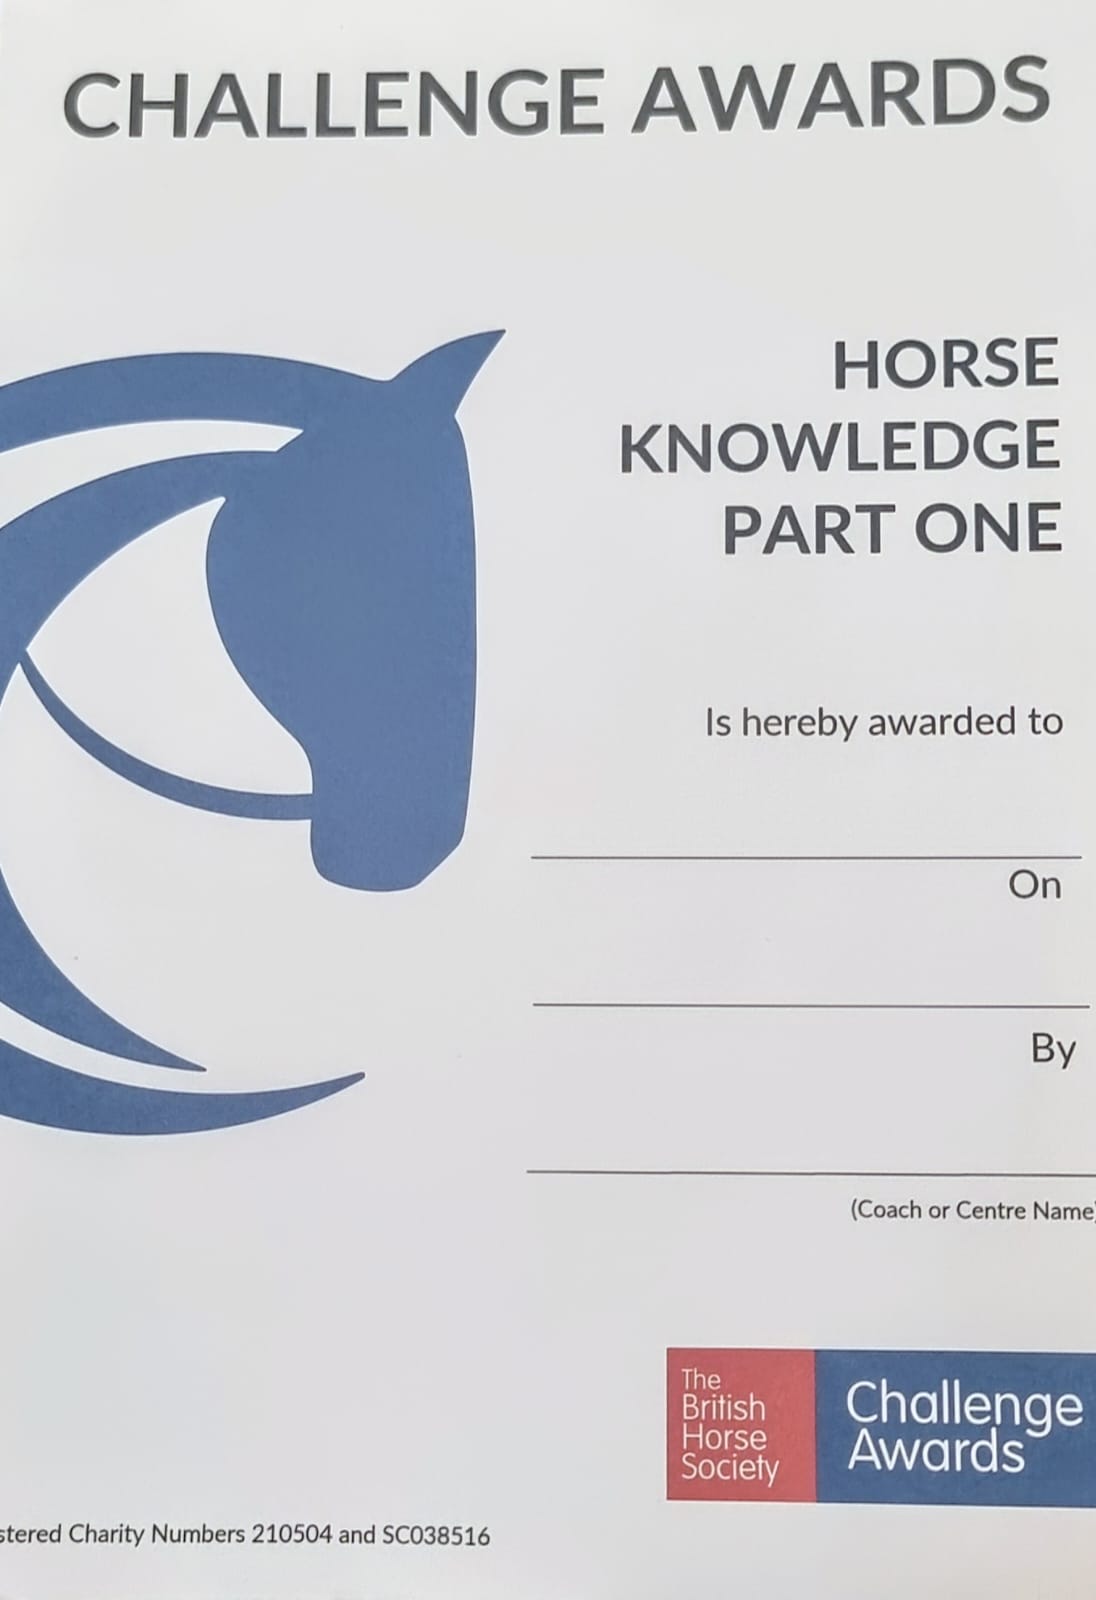 CHALLENGE AWARDS
HORSE
KNOWLEDGE
PART ONE
Is hereby awarded to
On
By
(Coach or Centre Name)
The
British
Horse
Society
Challenge
Awards
stered Charity Numbers 210504 and SC038516